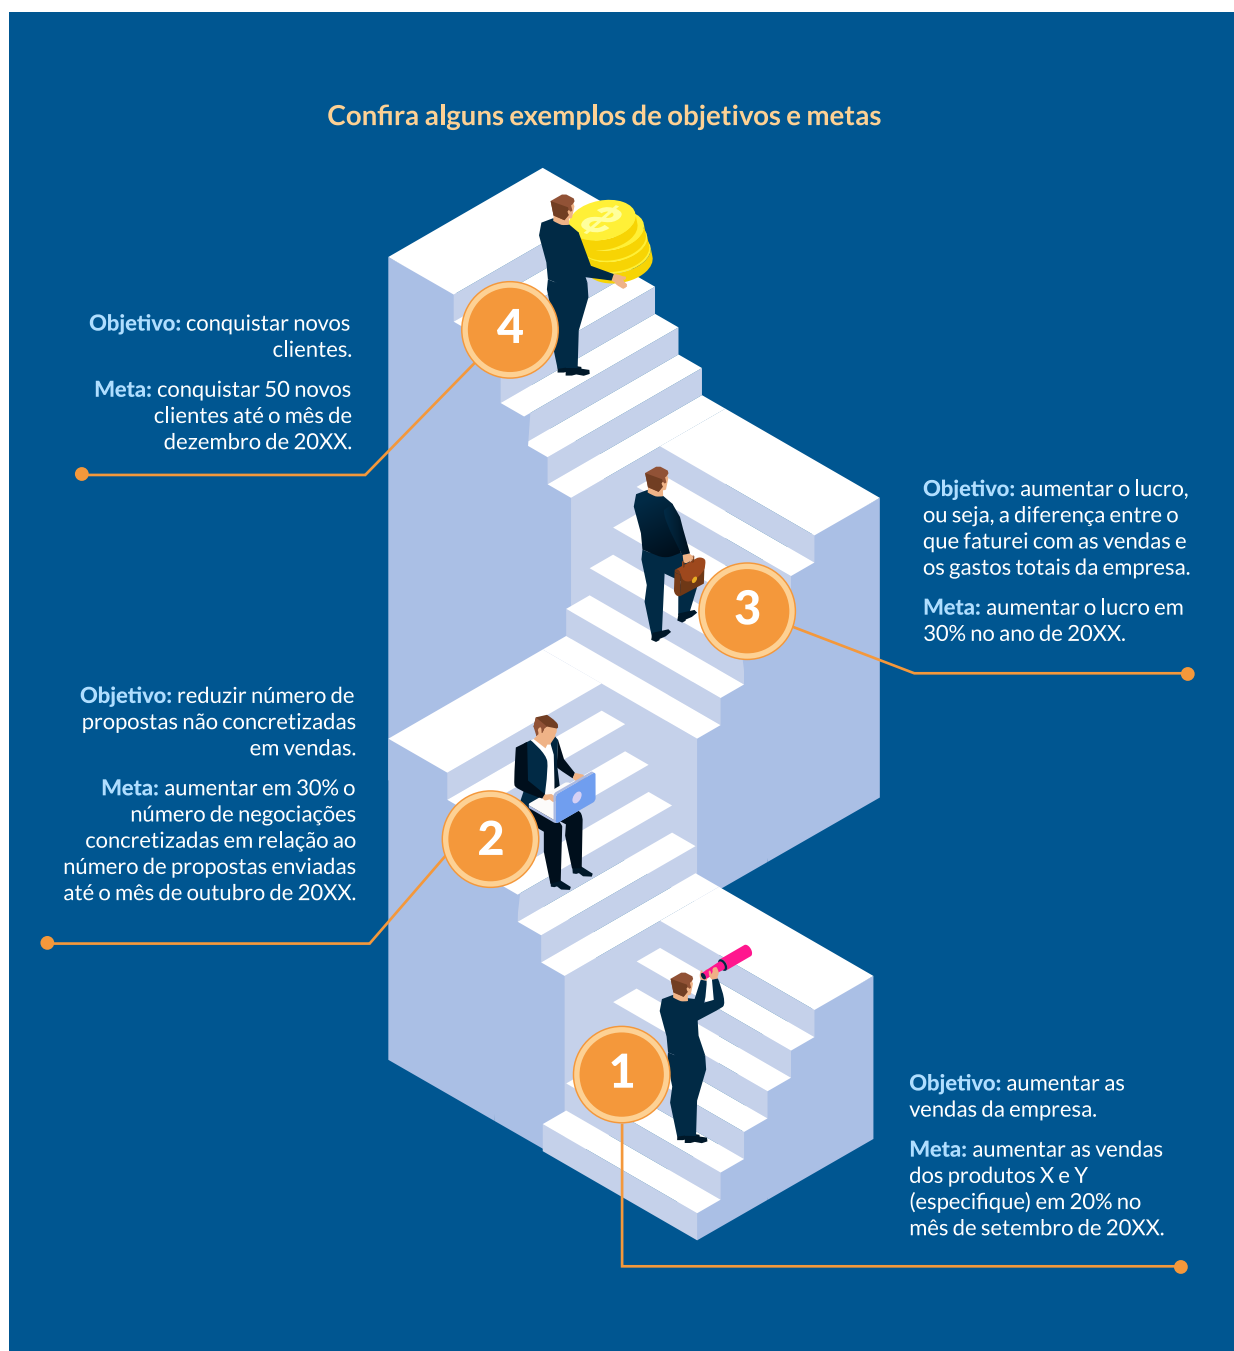 Confira alguns exemplos de objetivos e metas
4
Objetivo: conquistar novos
clientes.
Meta: conquistar 50 novos
clientes até o mês de
dezembro de 20XX.
3
Objetivo: aumentar o lucro,
ou seja, a diferença entre o
que faturei com as vendas e
os gastos totais da empresa.
Meta: aumentar o lucro em
30% no ano de 20XX.
2
Objetivo: reduzir número de
propostas não concretizadas
em vendas.
Meta: aumentar em 30% o
número de negociações
concretizadas em relação ao
número de propostas enviadas
até o mês de outubro de 20XX.
1
Objetivo: aumentar as
vendas da empresa.
Meta: aumentar as vendas
dos produtos X e Y
(especifique) em 20% no
mês de setembro de 20XX.